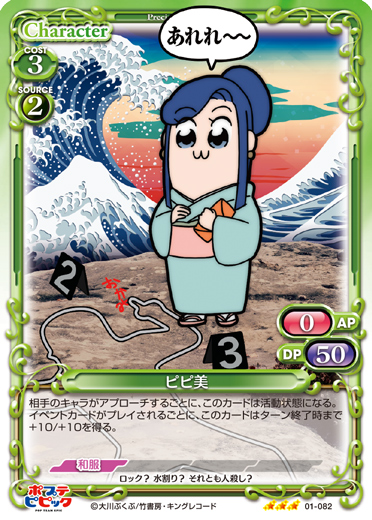 Preci
Character
あれれ〜〜
COST
3
SOURCE
2
2
3
0 AP
DP 50
ピピ美
相手のキャラがアプローチするごとに、このカードは活動状態になる。
イベントカードがプレイされるごとに、このカードはターン終了時まで
+10/+10を得る。
和服
ロック? 水割り? それとも人殺し?
ポプテピピック
POP TEAM EPIC
©大川ぶくぶ/竹書房・キングレコード
01-082